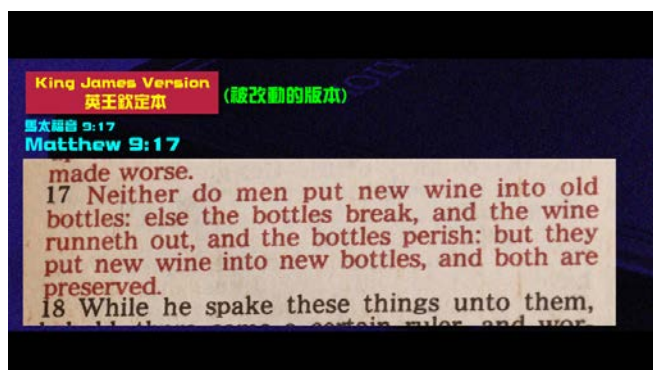 King James Version
英王欽定本
(被改動的版本)
馬太福音 9:17
Matthew 9:17
made worse.
17 Neither do men put new wine into old
bottles: else the bottles break, and the wine
runneth out, and the bottles perish: but they
put new wine into new bottles, and both are
preserved.
18 While he spake these things unto them,